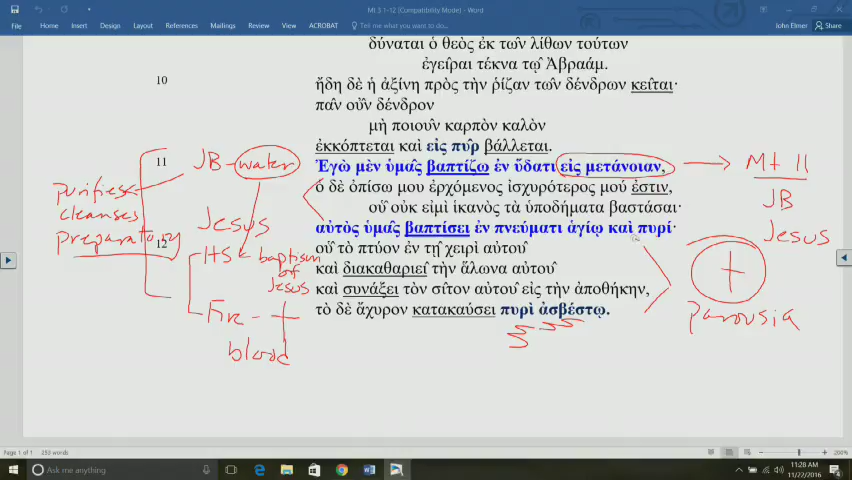 Mt 3 1-12 (Compatibility Mode) - Word
File Home Insert Design Layout References Mailings Review View ACROBAT Tell me what you want to do... John Elmer Share
δύναται ὁ θεὸς ἐκ τῶν λίθων τούτων
ἐγεῖραι τέκνα τῷ Ἀβραάμ.
10
ἤδη δὲ ἡ ἀξίνη πρὸς τὴν ῥίζαν τῶν δένδρων κεῖται·
πᾶν οὖν δένδρον
μὴ ποιοῦν καρπὸν καλὸν
ἐκκόπτεται καὶ εἰς πῦρ βάλλεται.
11
Ἐγὼ μὲν ὑμᾶς βαπτίζω ἐν ὕδατι εἰς μετάνοιαν,
ὁ δὲ ὀπίσω μου ἐρχόμενος ἰσχυρότερος μού ἐστιν,
οὗ οὐκ εἰμὶ ἱκανὸς τὰ ὑποδήματα βαστάσαι·
αὐτὸς ὑμᾶς βαπτίσει ἐν πνεύματι ἁγίῳ καὶ πυρί·
12
οὗ τὸ πτύον ἐν τῇ χειρὶ αὐτοῦ
καὶ διακαθαριεῖ τὴν ἅλωνα αὐτοῦ
καὶ συνάξει τὸν σῖτον αὐτοῦ εἰς τὴν ἀποθήκην,
τὸ δὲ ἄχυρον κατακαύσει πυρὶ ἀσβέστῳ.
JB - water
purifies
cleanses
preparatory
Jesus
HS - baptism
of
Jesus
Fire -
blood
Mt 11
JB
Jesus
parousia
Page 1 of 1 253 words 200%
Ask me anything
11:28 AM
11/22/2016